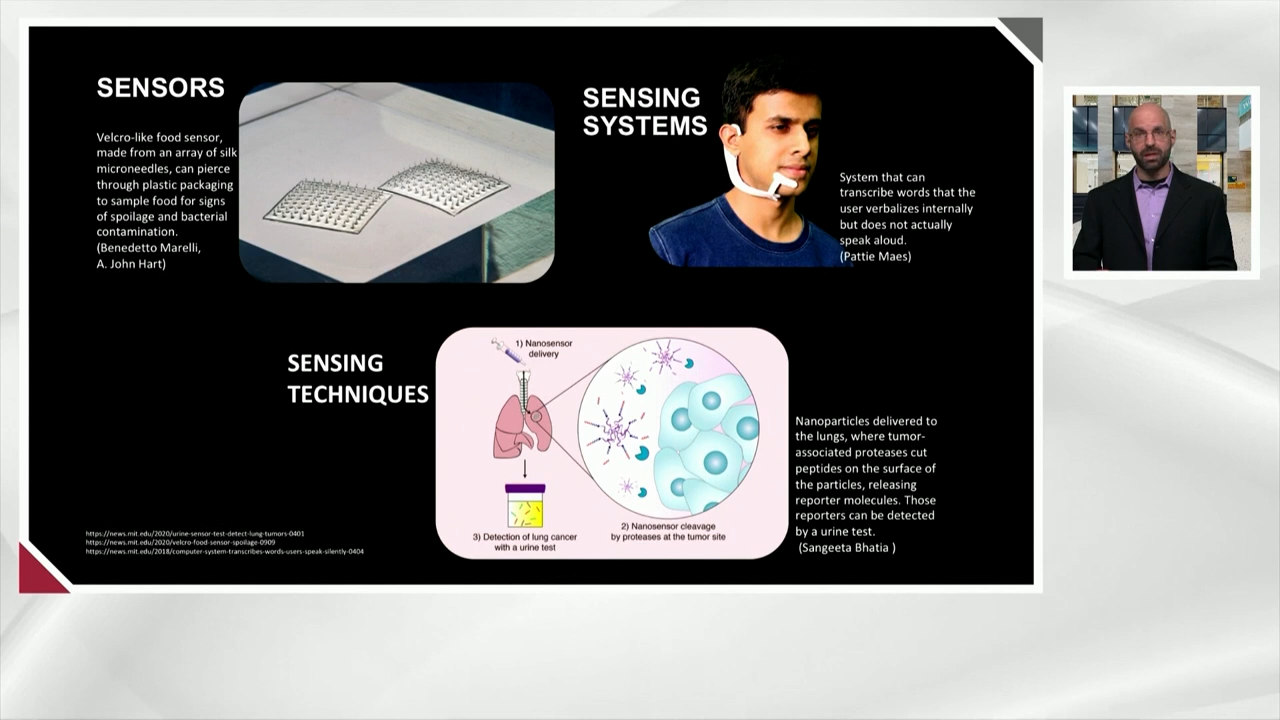 SENSORS
Velcro-like food sensor,
made from an array of silk
microneedles, can pierce
through plastic packaging
to sample food for signs
of spoilage and bacterial
contamination.
(Benedetto Marelli,
A. John Hart)
SENSING
SYSTEMS
System that can
transcribe words that the
user verbalizes internally
but does not actually
speak aloud.
(Pattie Maes)
SENSING
TECHNIQUES
1) Nanosensor
delivery
2) Nanosensor cleavage
by proteases at the tumor site
3) Detection of lung cancer
with a urine test
Nanoparticles delivered to
the lungs, where tumor-
associated proteases cut
peptides on the surface of
the particles, releasing
reporter molecules. Those
reporters can be detected
by a urine test.
(Sangeeta Bhatia )
https://news.mit.edu/2020/urine-sensor-test-detect-lung-tumors-0401
https://news.mit.edu/2020/velcro-food-sensor-spoilage-0909
https://news.mit.edu/2018/computer-system-transcribes-words-users-speak-silently-0404